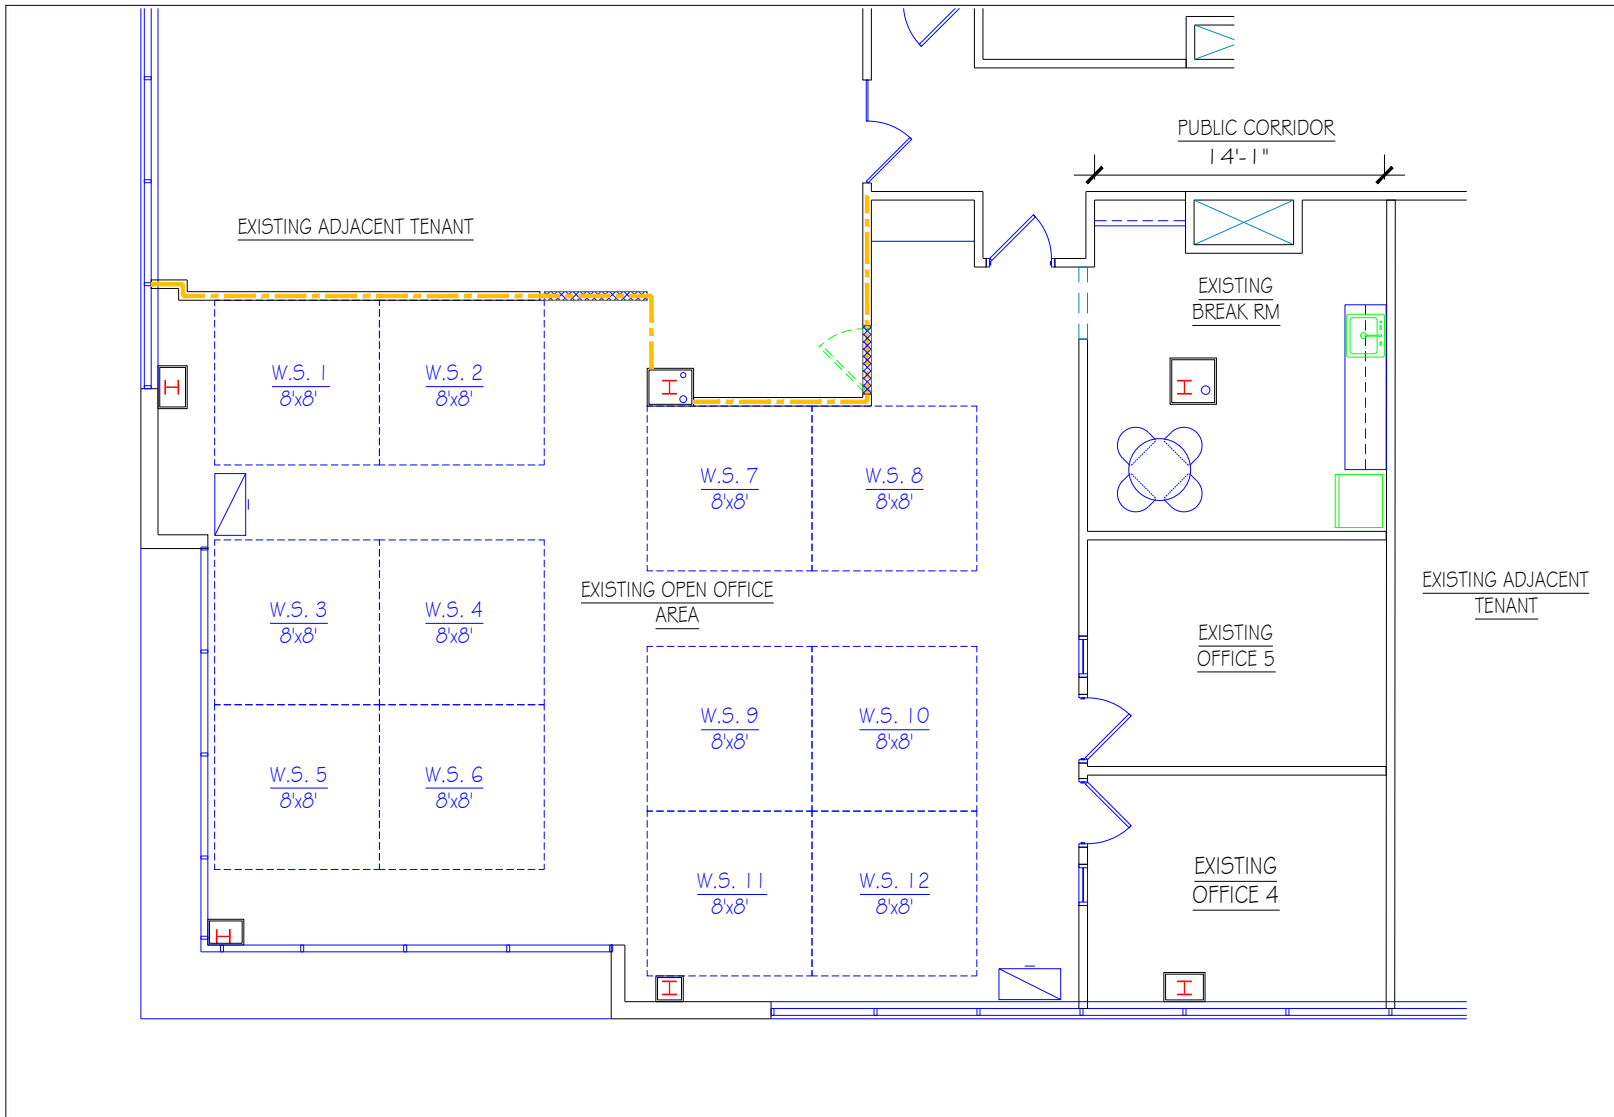 PUBLIC CORRIDOR
14'-1"
EXISTING ADJACENT TENANT
EXISTING
BREAK RM
W.S. 1
8'x8'
W.S. 2
8'x8'
W.S. 7
8'x8'
W.S. 8
8'x8'
EXISTING OPEN OFFICE
AREA
EXISTING ADJACENT
TENANT
W.S. 3
8'x8'
W.S. 4
8'x8'
EXISTING
OFFICE 5
W.S. 9
8'x8'
W.S. 10
8'x8'
W.S. 5
8'x8'
W.S. 6
8'x8'
EXISTING
OFFICE 4
W.S. 11
8'x8'
W.S. 12
8'x8'